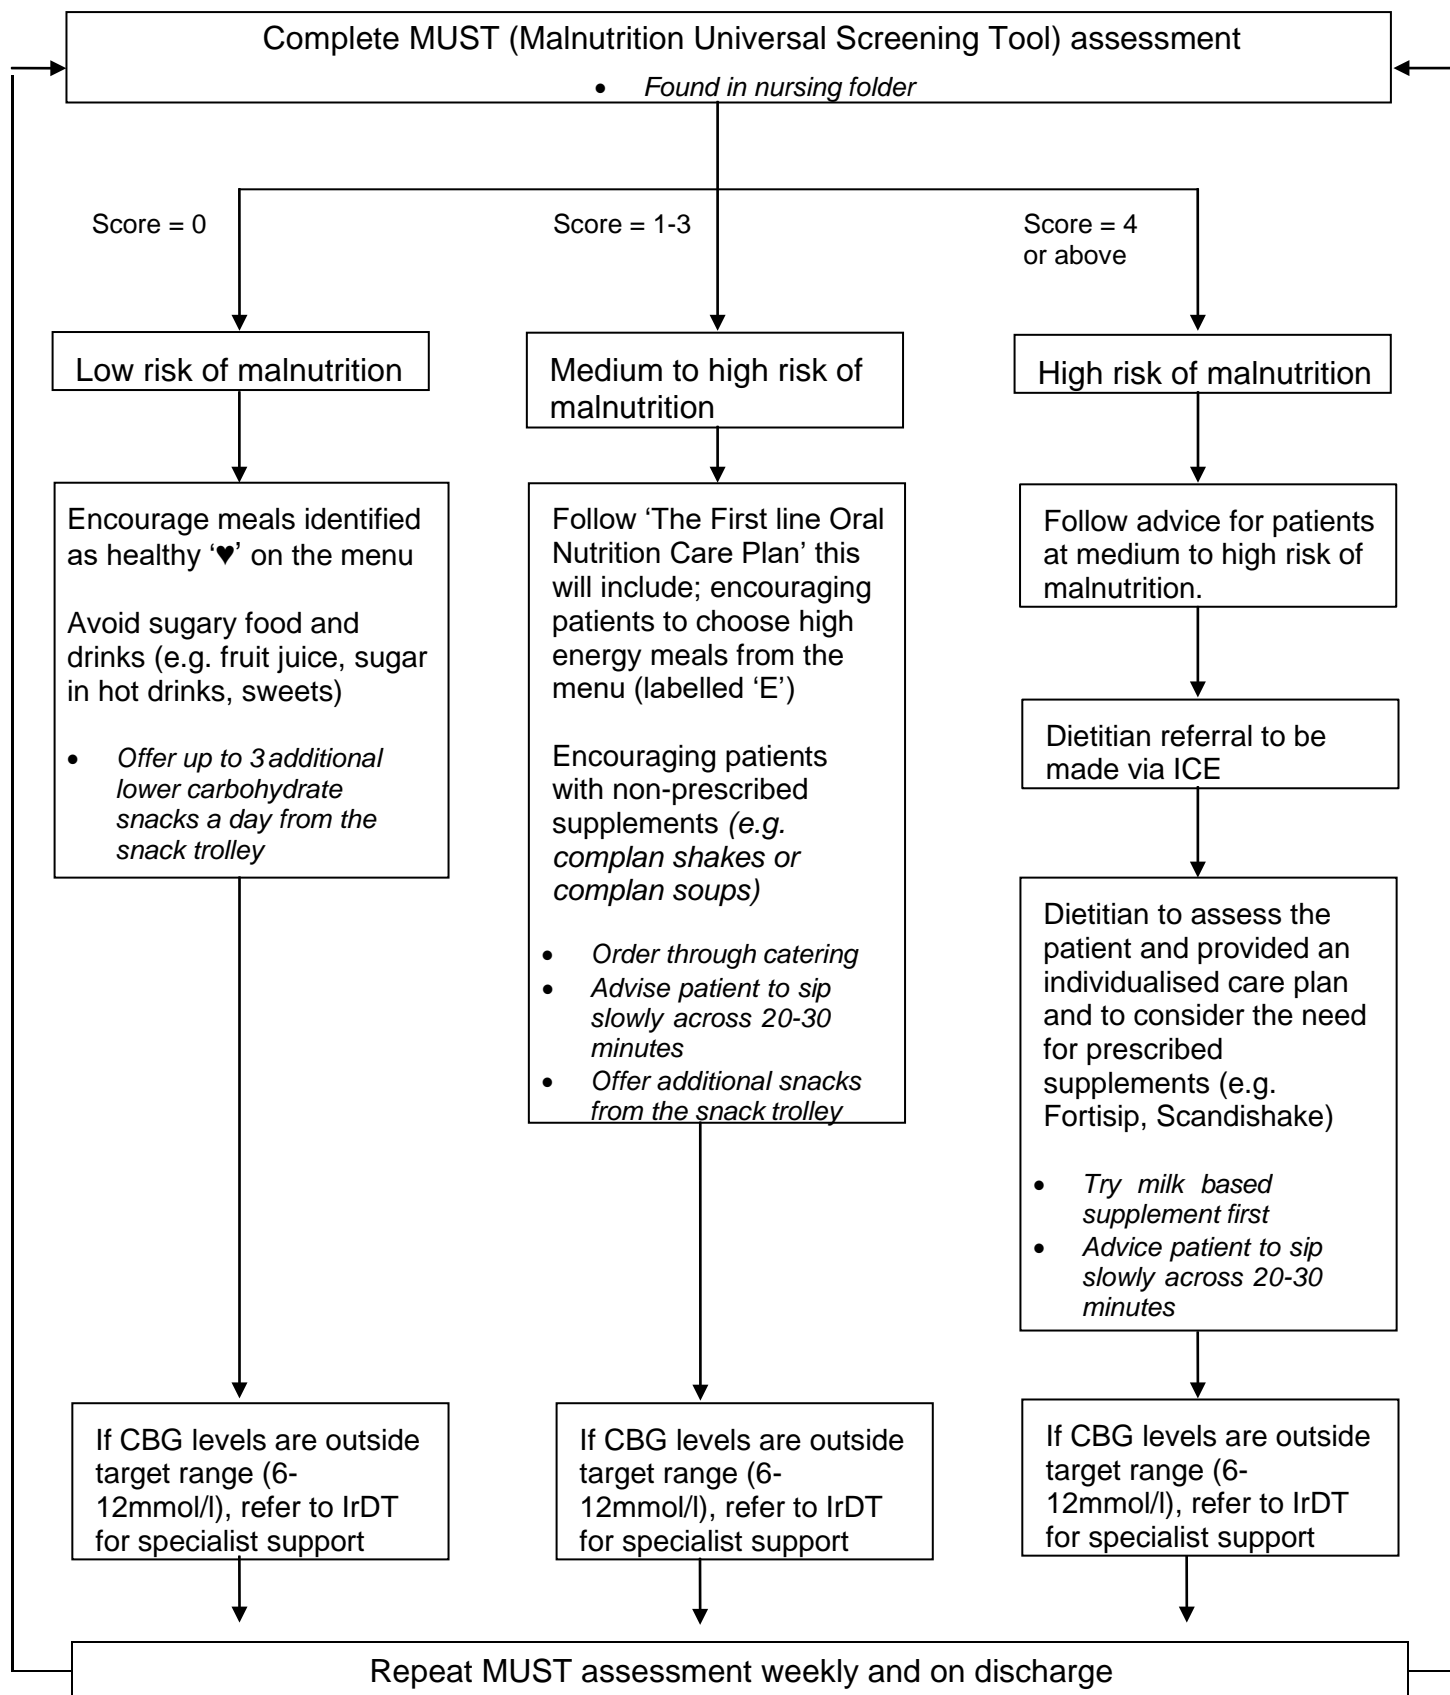 Complete MUST (Malnutrition Universal Screening Tool) assessment
• Found in nursing folder
Score = 0
Score = 1-3
Score = 4
or above
Low risk of malnutrition
Medium to high risk of
malnutrition
High risk of malnutrition
Encourage meals identified
as healthy ‘♥’ on the menu
Avoid sugary food and
drinks (e.g. fruit juice, sugar
in hot drinks, sweets)
• Offer up to 3 additional
lower carbohydrate
snacks a day from the
snack trolley
Follow ‘The First line Oral
Nutrition Care Plan’ this
will include; encouraging
patients to choose high
energy meals from the
menu (labelled ‘E’)
Encouraging patients
with non-prescribed
supplements (e.g.
complan shakes or
complan soups)
• Order through catering
• Advise patient to sip
slowly across 20-30
minutes
• Offer additional snacks
from the snack trolley
Follow advice for patients
at medium to high risk of
malnutrition.
Dietitian referral to be
made via ICE
Dietitian to assess the
patient and provided an
individualised care plan
and to consider the need
for prescribed
supplements (e.g.
Fortisip, Scandishake)
• Try milk based
supplement first
• Advice patient to sip
slowly across 20-30
minutes
If CBG levels are outside
target range (6-
12mmol/l), refer to IrDT
for specialist support
If CBG levels are outside
target range (6-
12mmol/l), refer to IrDT
for specialist support
If CBG levels are outside
target range (6-
12mmol/l), refer to IrDT
for specialist support
Repeat MUST assessment weekly and on discharge